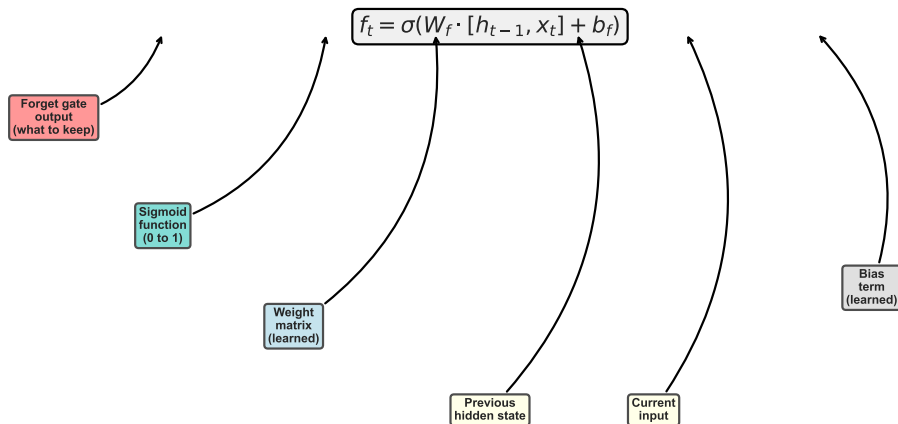 f_t = σ(W_f · [h_{t−1}, x_t] + b_f)
Forget gate
output
(what to keep)
Sigmoid
function
(0 to 1)
Weight
matrix
(learned)
Previous
hidden state
Current
input
Bias
term
(learned)